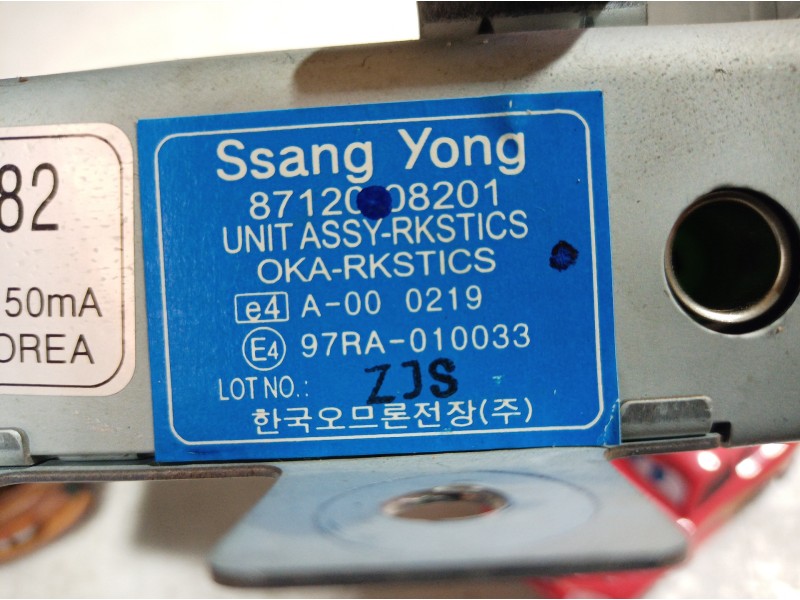 Ssang Yong
87120 08201
UNIT ASSY-RKSTICS
OKA-RKSTICS
e4 A-00 0219
E4 97RA-010033
LOT NO.: ZJS
한국오므론전장(주)
82
50mA
OREA